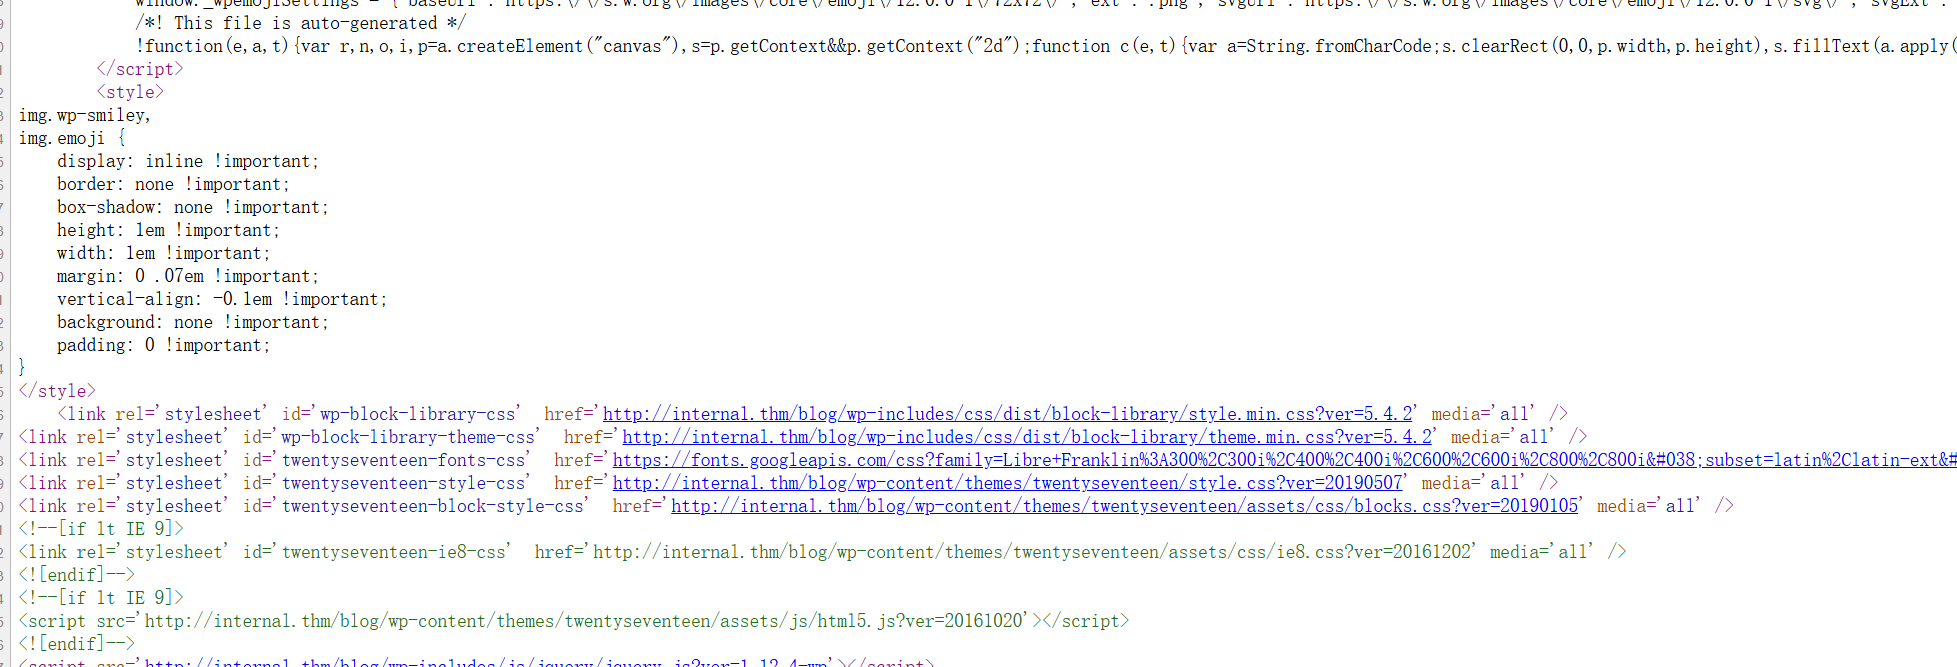 window._wpemojiSettings = {"baseUrl":"https:\/\/s.w.org\/images\/core\/emoji\/12.0.0-1\/72x72\/","ext":".png","svgUrl":"https:\/\/s.w.org\/images\/core\/emoji\/12.0.0-1\/svg\/","svgExt":"
/*! This file is auto-generated */
!function(e,a,t){var r,n,o,i,p=a.createElement("canvas"),s=p.getContext&&p.getContext("2d");function c(e,t){var a=String.fromCharCode;s.clearRect(0,0,p.width,p.height),s.fillText(a.apply(
</script>
<style>
img.wp-smiley,
img.emoji {
display: inline !important;
border: none !important;
box-shadow: none !important;
height: 1em !important;
width: 1em !important;
margin: 0 .07em !important;
vertical-align: -0.1em !important;
background: none !important;
padding: 0 !important;
}
</style>
<link rel='stylesheet' id='wp-block-library-css'  href='http://internal.thm/blog/wp-includes/css/dist/block-library/style.min.css?ver=5.4.2' media='all' />
<link rel='stylesheet' id='wp-block-library-theme-css'  href='http://internal.thm/blog/wp-includes/css/dist/block-library/theme.min.css?ver=5.4.2' media='all' />
<link rel='stylesheet' id='twentyseventeen-fonts-css'  href='https://fonts.googleapis.com/css?family=Libre+Franklin%3A300%2C300i%2C400%2C400i%2C600%2C600i%2C800%2C800i&#038;subset=latin%2Clatin-ext&#
<link rel='stylesheet' id='twentyseventeen-style-css'  href='http://internal.thm/blog/wp-content/themes/twentyseventeen/style.css?ver=20190507' media='all' />
<link rel='stylesheet' id='twentyseventeen-block-style-css'  href='http://internal.thm/blog/wp-content/themes/twentyseventeen/assets/css/blocks.css?ver=20190105' media='all' />
<!--[if lt IE 9]>
<link rel='stylesheet' id='twentyseventeen-ie8-css'  href='http://internal.thm/blog/wp-content/themes/twentyseventeen/assets/css/ie8.css?ver=20161202' media='all' />
<![endif]-->
<!--[if lt IE 9]>
<script src='http://internal.thm/blog/wp-content/themes/twentyseventeen/assets/js/html5.js?ver=20161020'></script>
<![endif]-->
<script src='http://internal.thm/blog/wp-includes/js/jquery/jquery.js?ver=1.12.4-wp'></script>